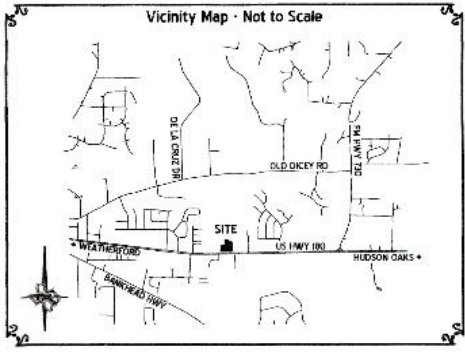 Vicinity Map - Not to Scale
DE LA CRUZ DR
FM HWY 730
OLD DICEY RD
SITE
WEATHERFORD
US HWY 180
HUDSON OAKS
BANKHEAD HWY